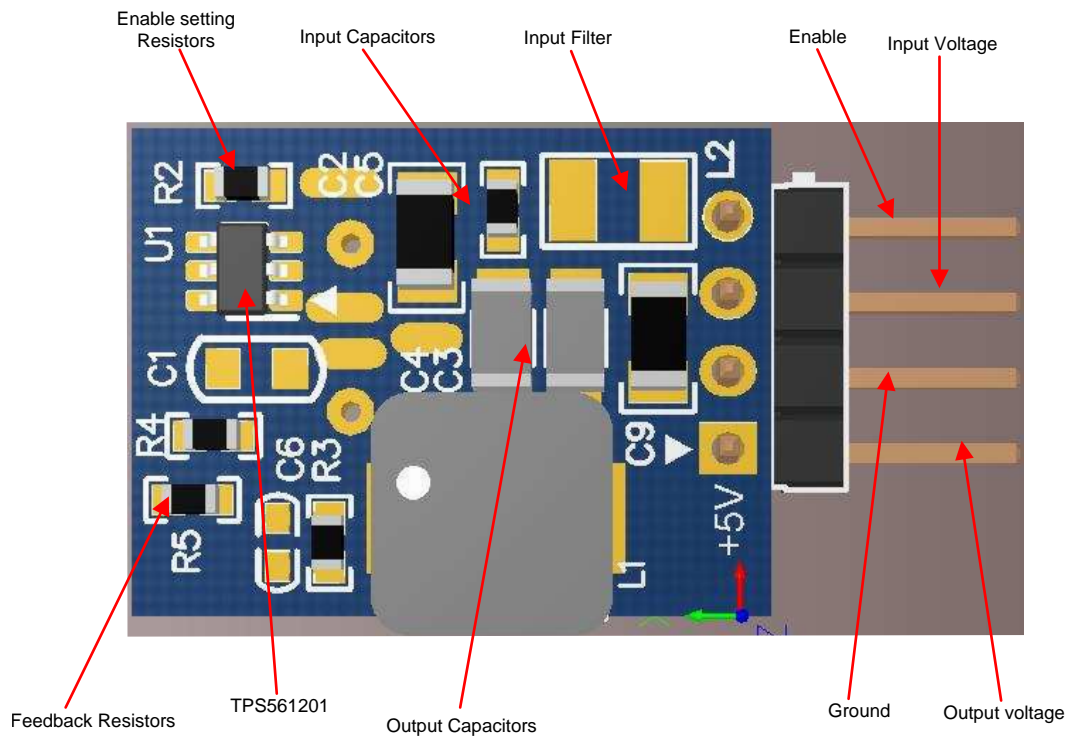 Enable setting
Resistors
Input Capacitors
Input Filter
Enable
Input Voltage
R2
C2
C5
L2
U1
C1
C4
C3
R4
C6
R3
C9
R5
+5V
L1
Feedback Resistors
TPS561201
Output Capacitors
Ground
Output voltage